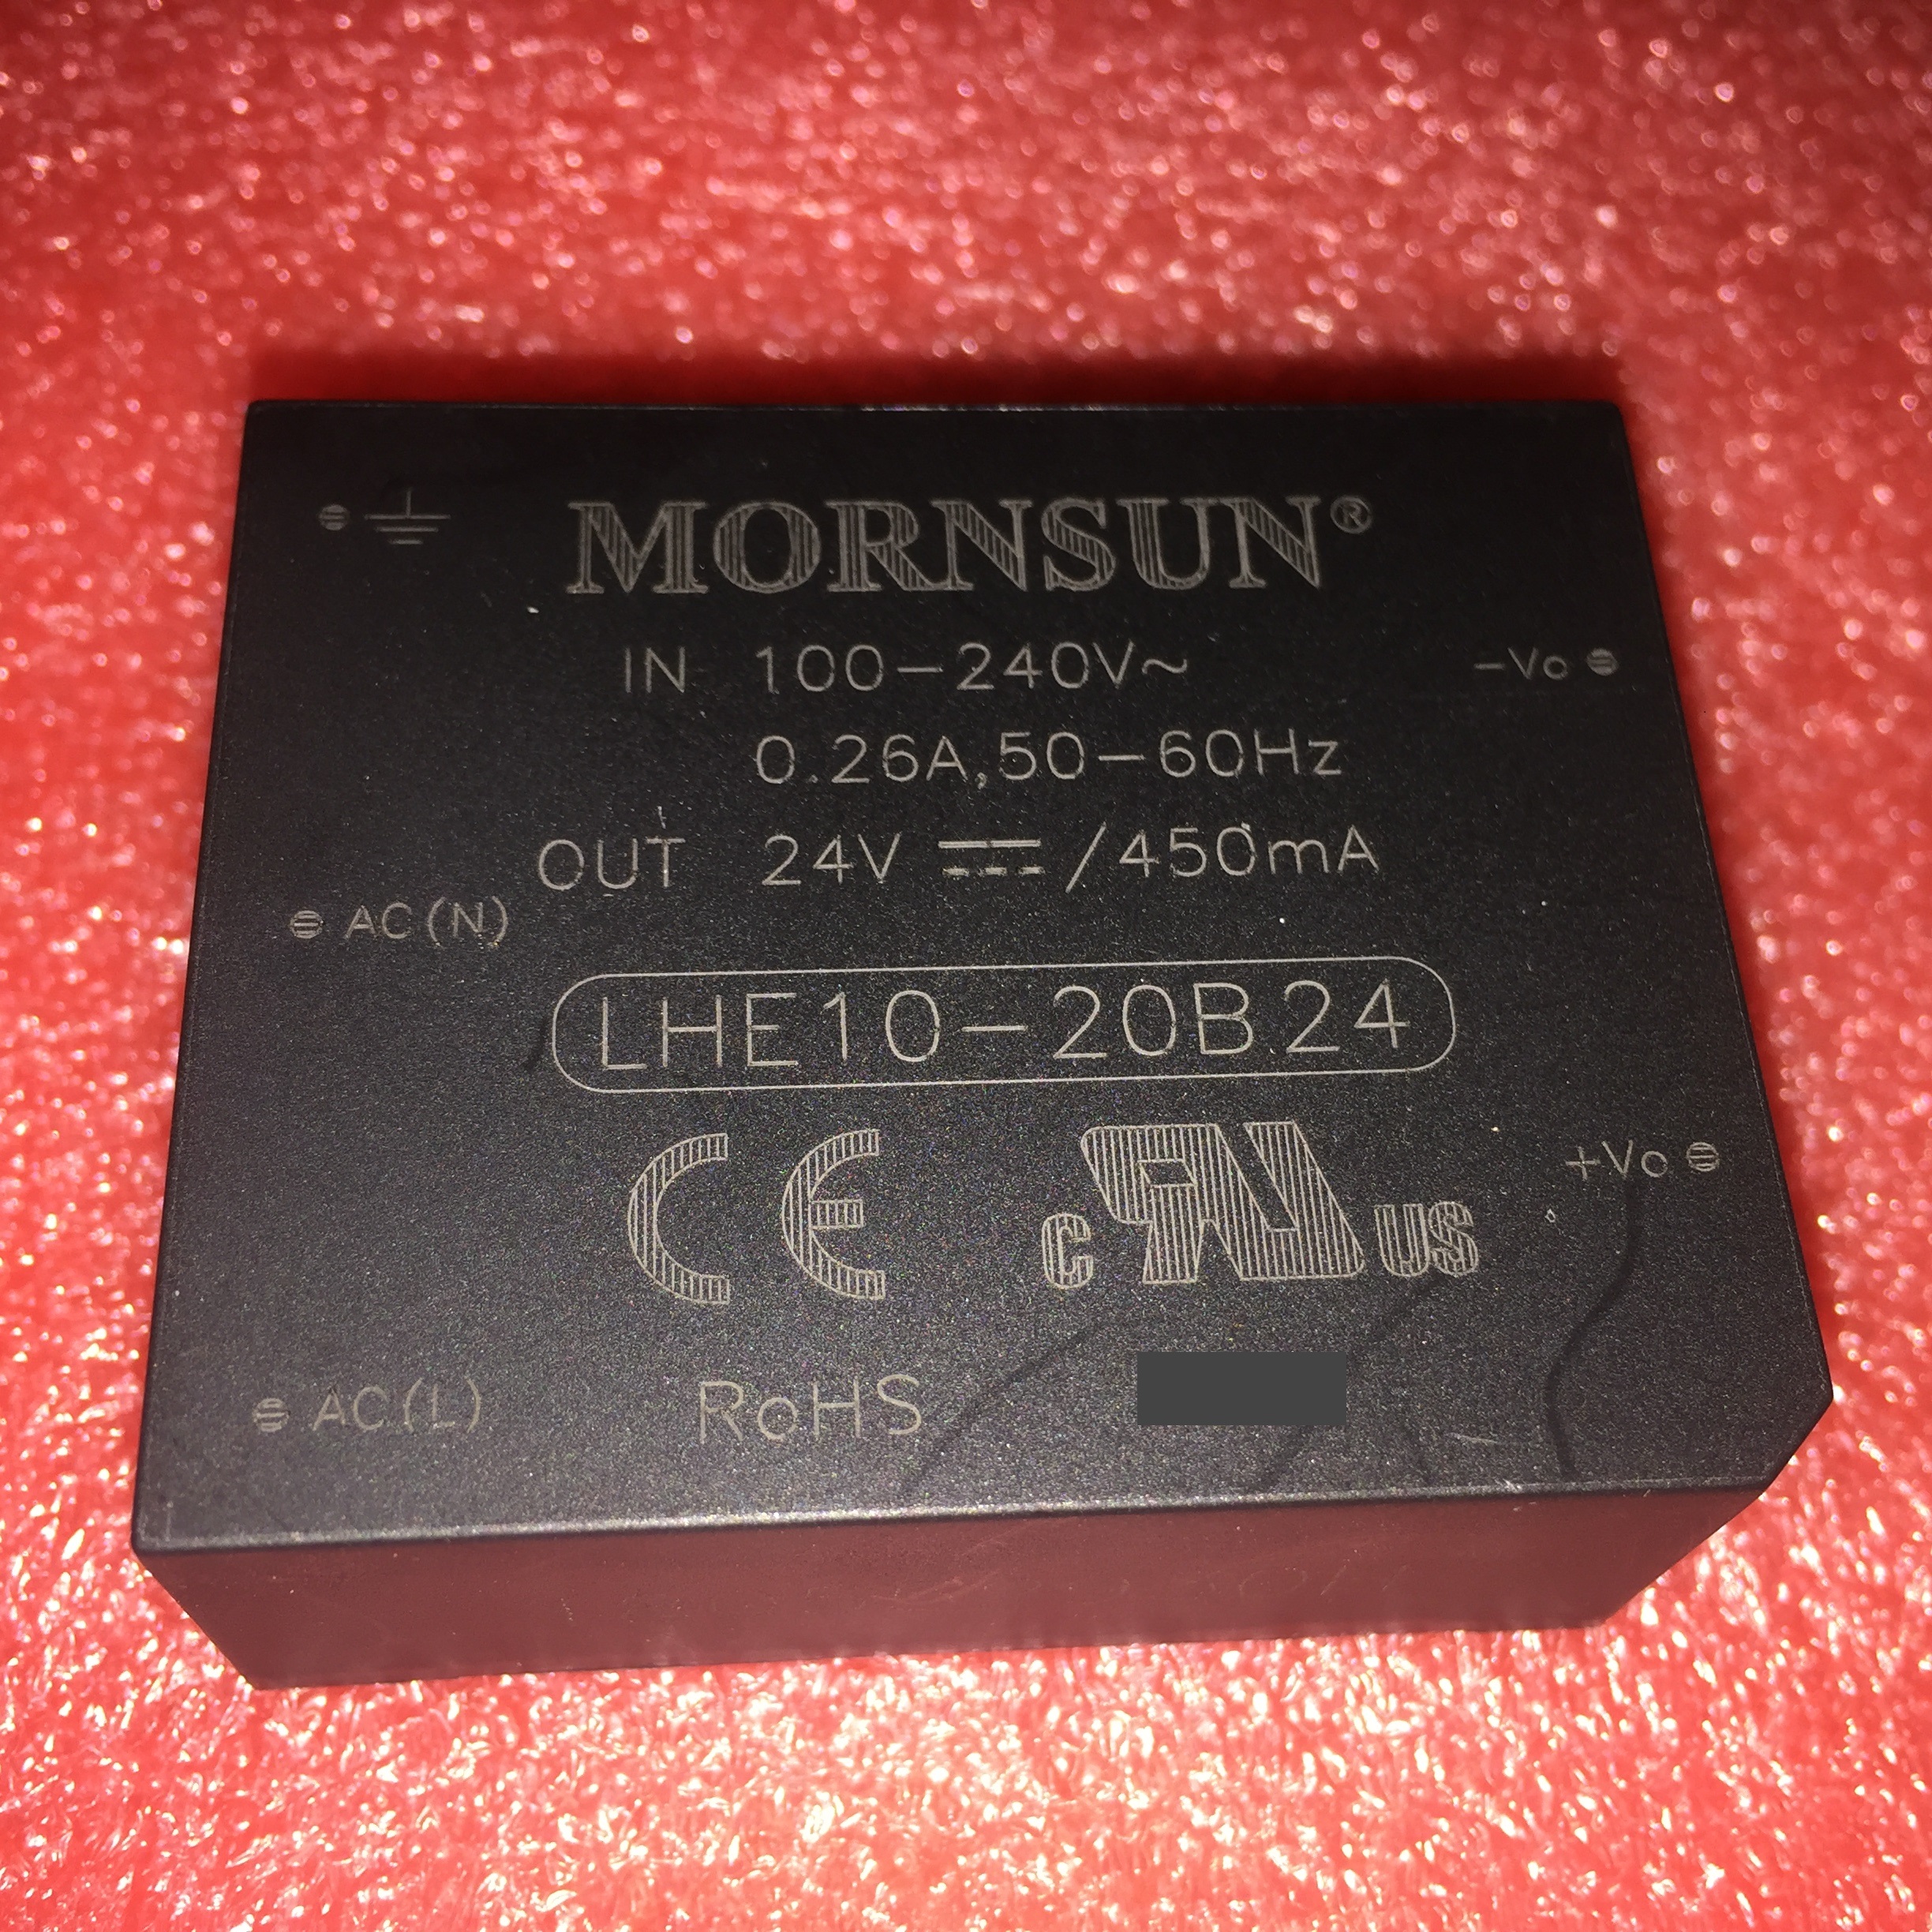 MORNSUN®
IN 100-240V~
-Vo
0.26A,50-60Hz
OUT 24V ⎓/450mA
AC(N)
LHE10-20B24
CE
c RU US
+Vo
AC(L)
RoHS